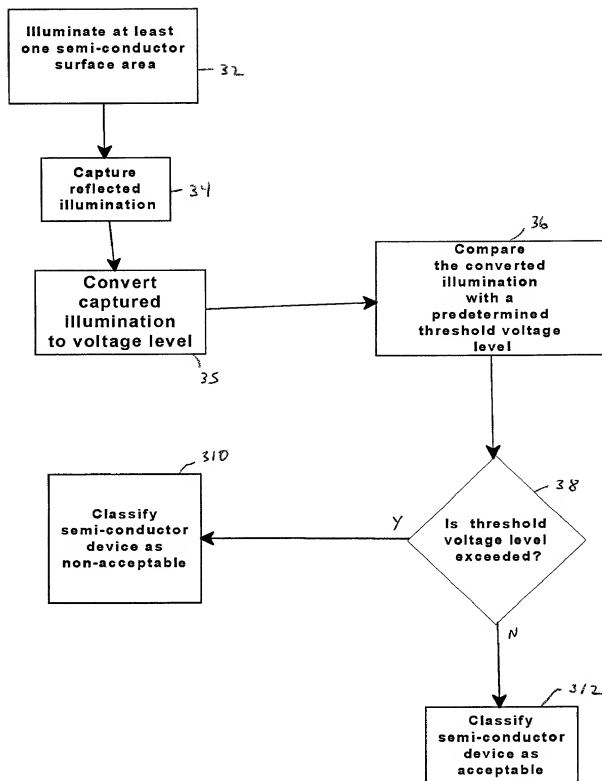 Illuminate at least
one semi-conductor
surface area
32
Capture
reflected
illumination
34
Convert
captured
illumination
to voltage level
35
36
Compare
the converted
illumination
with a
predetermined
threshold voltage
level
38
Is threshold
voltage level
exceeded?
Y
310
Classify
semi-conductor
device as
non-acceptable
N
312
Classify
semi-conductor
device as
acceptable